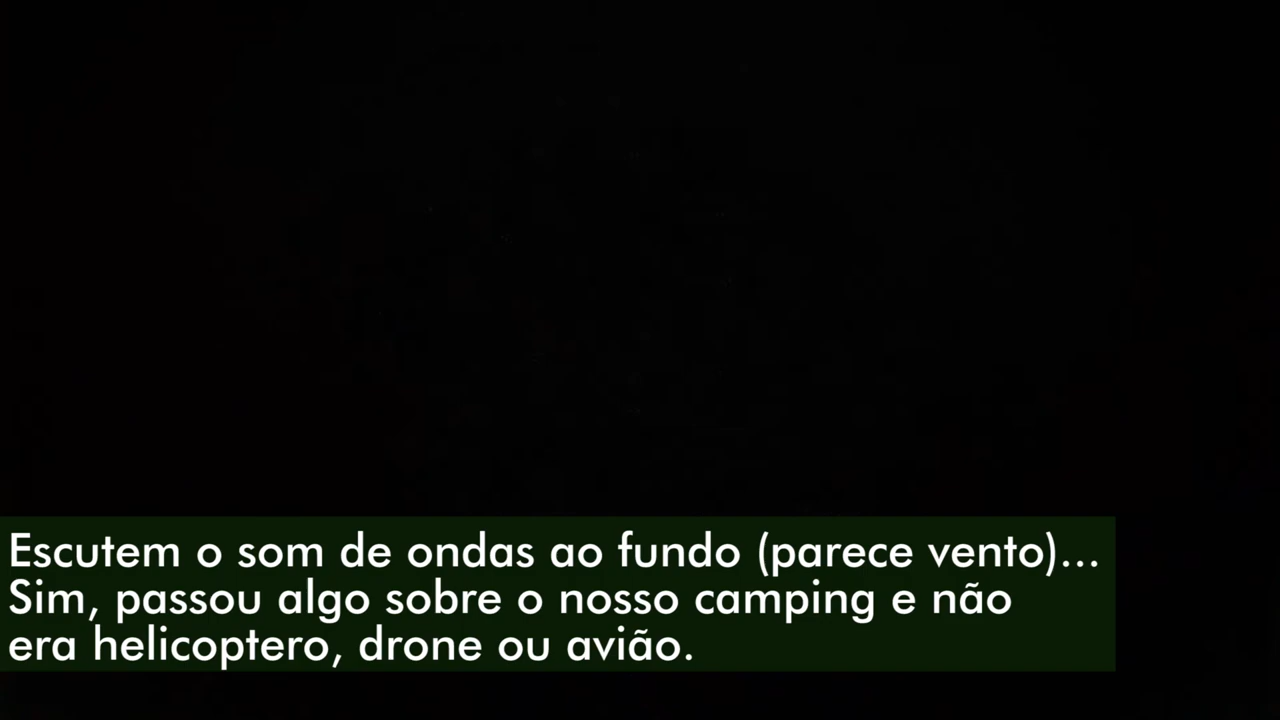 Escutem o som de ondas ao fundo (parece vento)...
Sim, passou algo sobre o nosso camping e não
era helicoptero, drone ou avião.